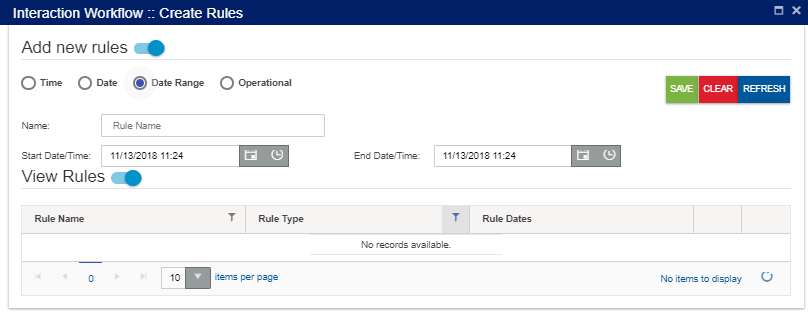 Interaction Workflow :: Create Rules
Add new rules
Time Date Date Range Operational
SAVE CLEAR REFRESH
Name: Rule Name
Start Date/Time: 11/13/2018 11:24 End Date/Time: 11/13/2018 11:24
View Rules
Rule Name Rule Type Rule Dates
No records available.
0 10 items per page No items to display